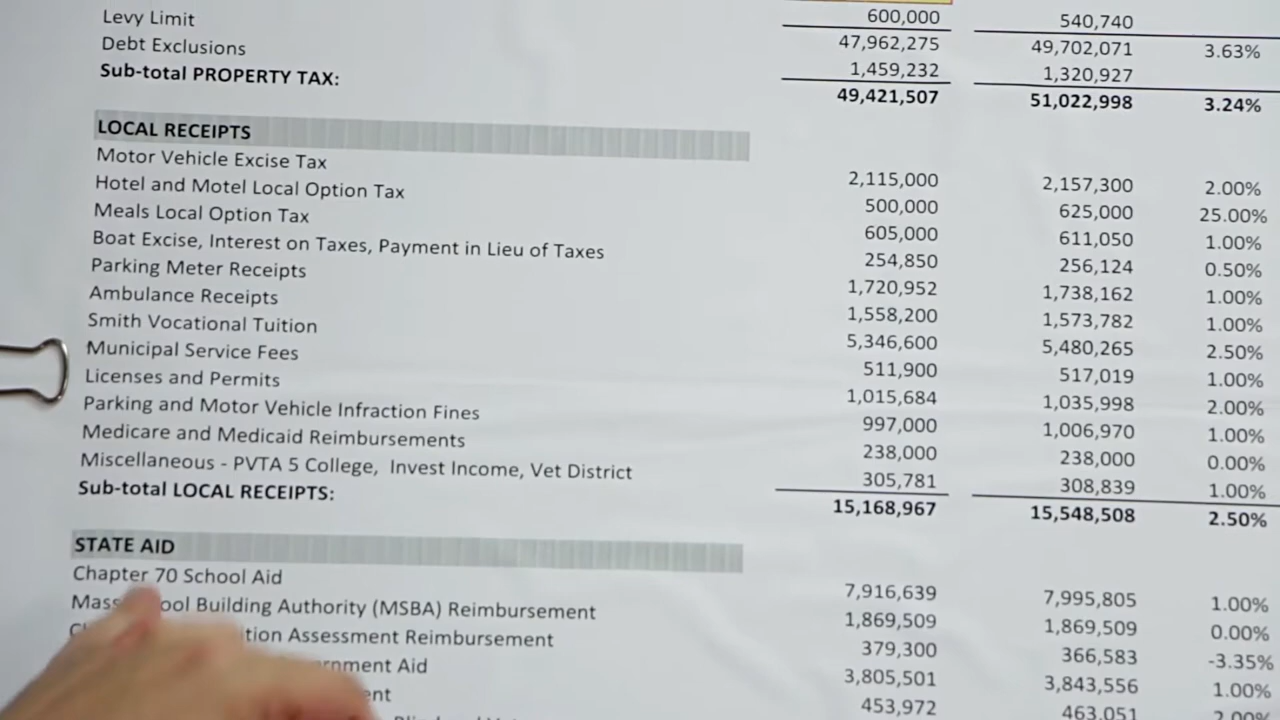 600,000 540,740
Levy Limit 47,962,275 49,702,071 3.63%
Debt Exclusions 1,459,232 1,320,927
Sub-total PROPERTY TAX: 49,421,507 51,022,998 3.24%
LOCAL RECEIPTS
Motor Vehicle Excise Tax 2,115,000 2,157,300 2.00%
Hotel and Motel Local Option Tax 500,000 625,000 25.00%
Meals Local Option Tax 605,000 611,050 1.00%
Boat Excise, Interest on Taxes, Payment in Lieu of Taxes 254,850 256,124 0.50%
Parking Meter Receipts 1,720,952 1,738,162 1.00%
Ambulance Receipts 1,558,200 1,573,782 1.00%
Smith Vocational Tuition 5,346,600 5,480,265 2.50%
Municipal Service Fees 511,900 517,019 1.00%
Licenses and Permits 1,015,684 1,035,998 2.00%
Parking and Motor Vehicle Infraction Fines 997,000 1,006,970 1.00%
Medicare and Medicaid Reimbursements 238,000 238,000 0.00%
Miscellaneous - PVTA 5 College, Invest Income, Vet District 305,781 308,839 1.00%
Sub-total LOCAL RECEIPTS: 15,168,967 15,548,508 2.50%
STATE AID
Chapter 70 School Aid 7,916,639 7,995,805 1.00%
Mass Building Authority (MSBA) Reimbursement 1,869,509 1,869,509 0.00%
Assessment Reimbursement 379,300 366,583 -3.35%
Aid 3,805,501 3,843,556 1.00%
453,972 463,051